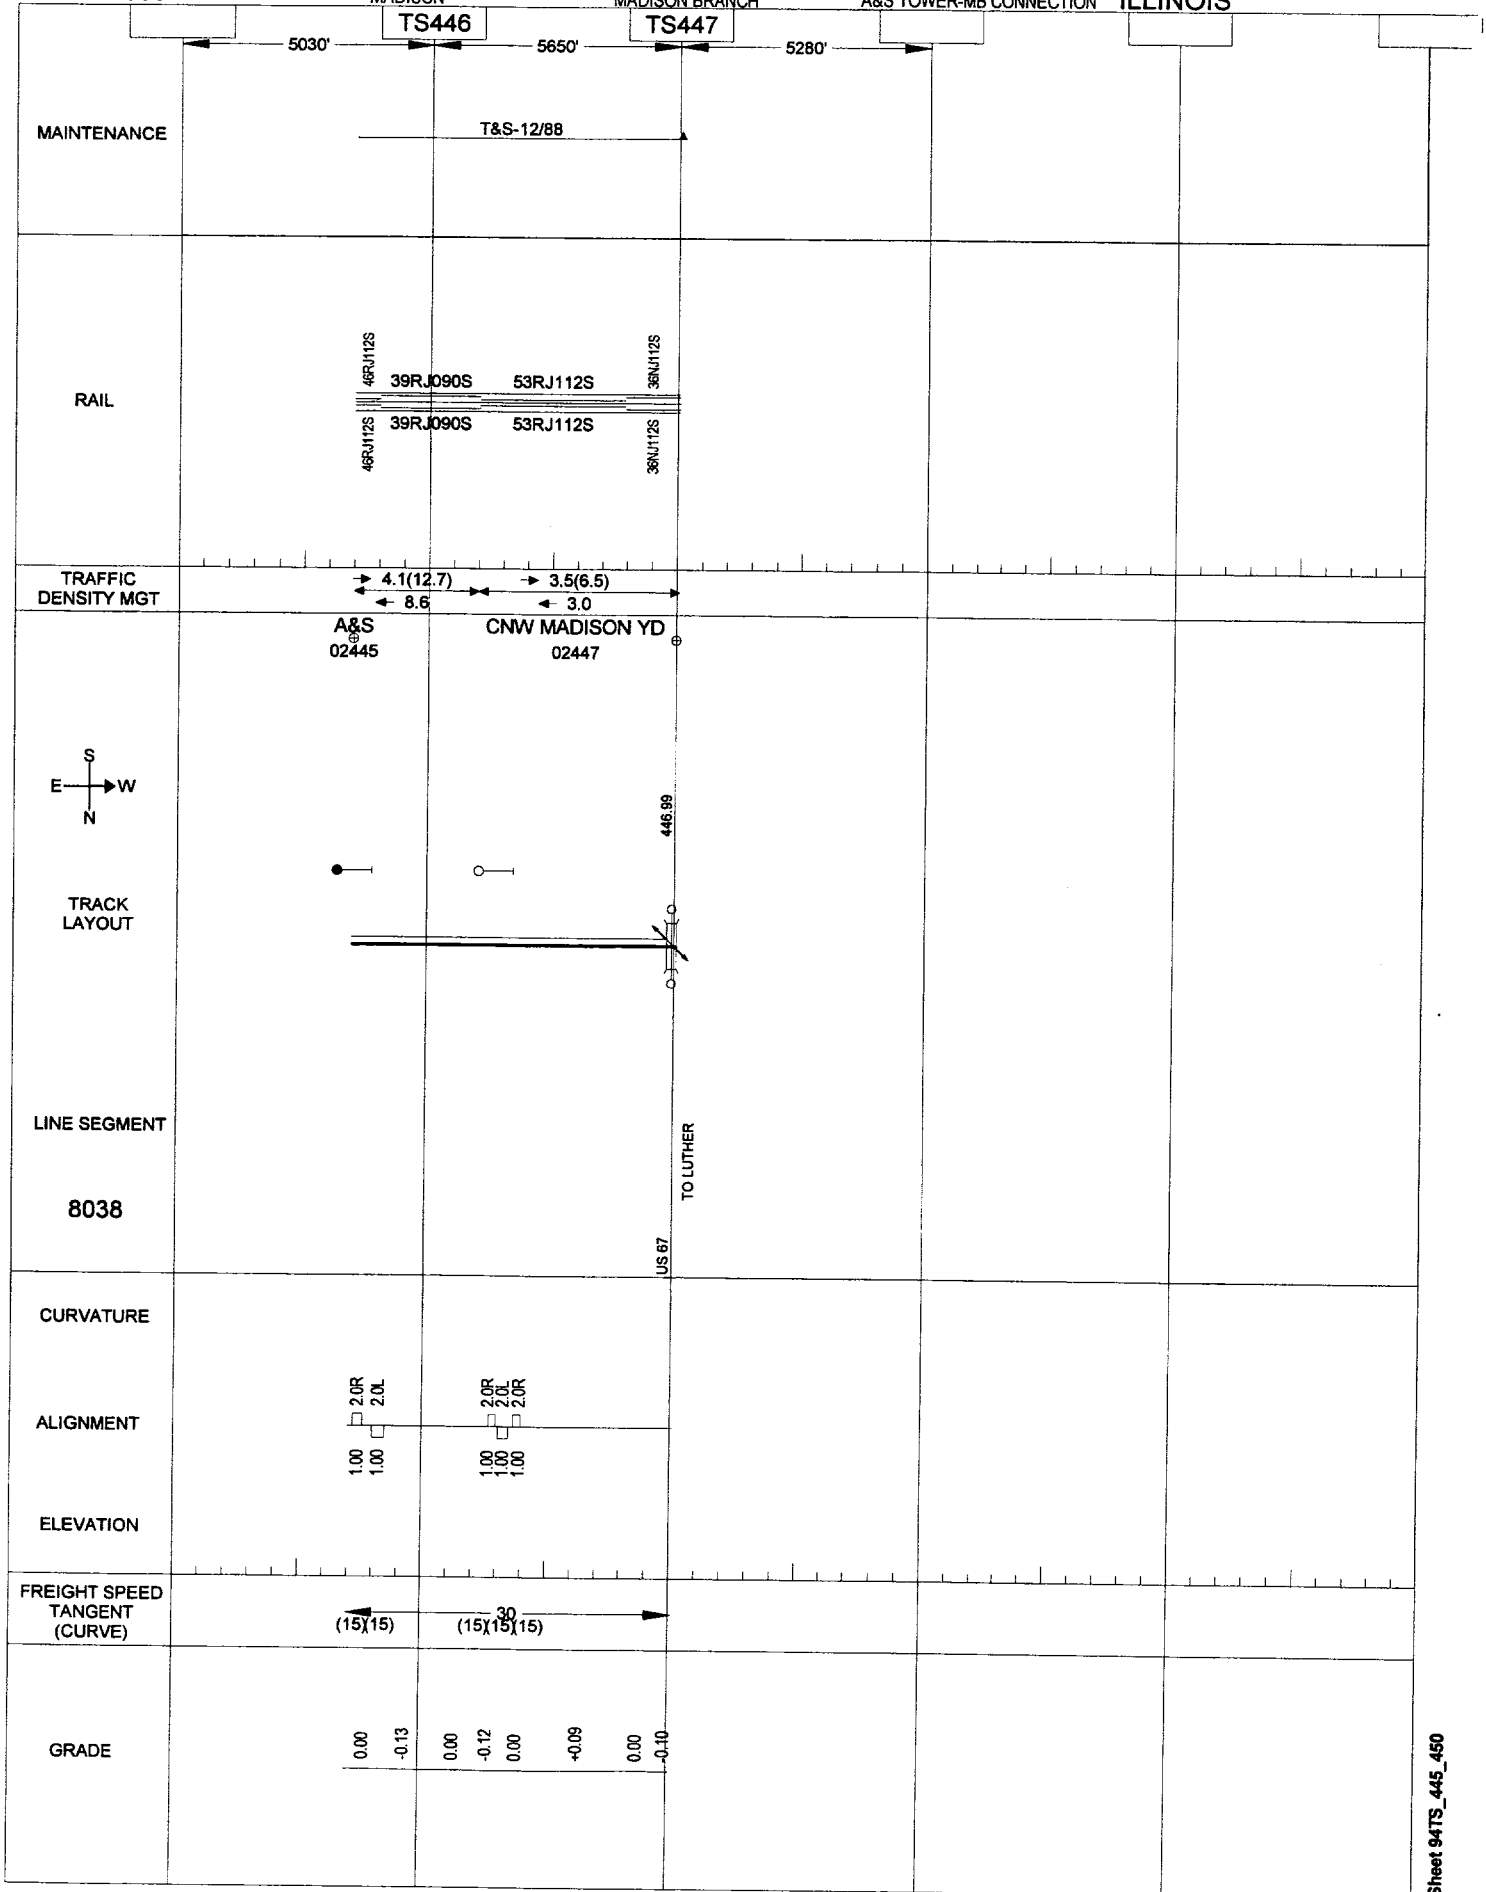 MADISON MADISON BRANCH A&S TOWER-MB CONNECTION ILLINOIS
TS446 TS447
5030' 5650' 5280'
MAINTENANCE
T&S-12/88
RAIL
46RJ112S 39RJ090S 53RJ112S 36NJ112S
46RJ112S 39RJ090S 53RJ112S 36NJ112S
TRAFFIC
DENSITY MGT
4.1(12.7) 3.5(6.5)
8.6 3.0
A&S CNW MADISON YD
02445 02447
S
E W
N
446.99
TRACK
LAYOUT
LINE SEGMENT
8038
TO LUTHER
US 67
CURVATURE
2.0R 2.0L 2.0R 2.0L 2.0R
ALIGNMENT
1.00 1.00 1.00 1.00 1.00
ELEVATION
FREIGHT SPEED
TANGENT
(CURVE)
30
(15)(15) (15)(15)(15)
GRADE
0.00 -0.13 0.00 -0.12 0.00 +0.09 0.00 -0.10
Sheet 94TS_445_450